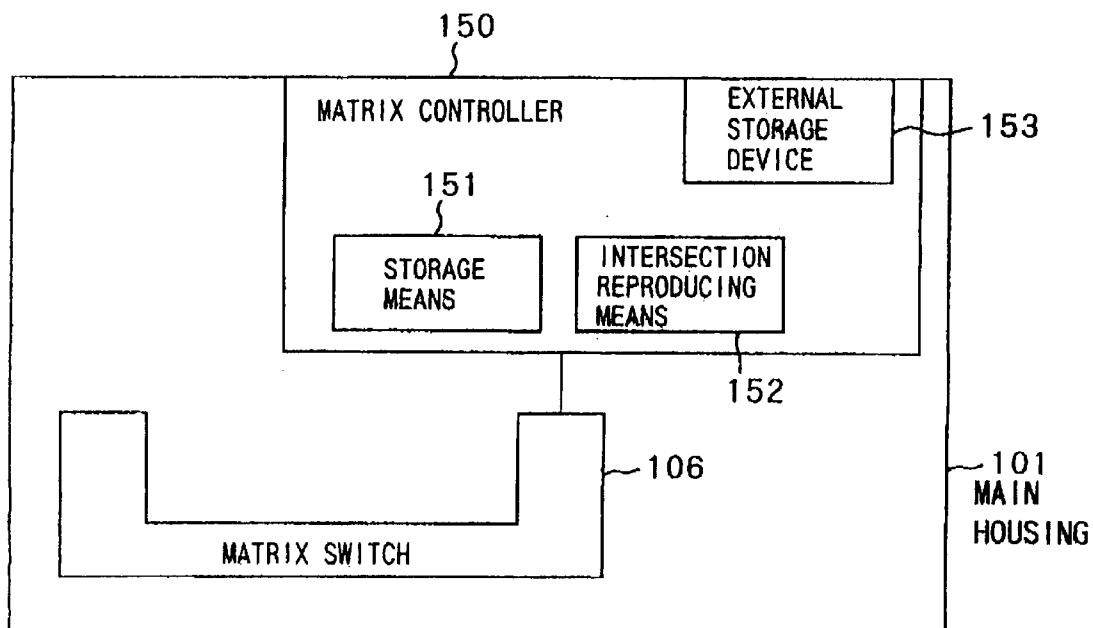 150
MATRIX CONTROLLER
EXTERNAL
STORAGE
DEVICE
153
151
STORAGE
MEANS
INTERSECTION
REPRODUCING
MEANS
152
106
MATRIX SWITCH
101
MAIN
HOUSING